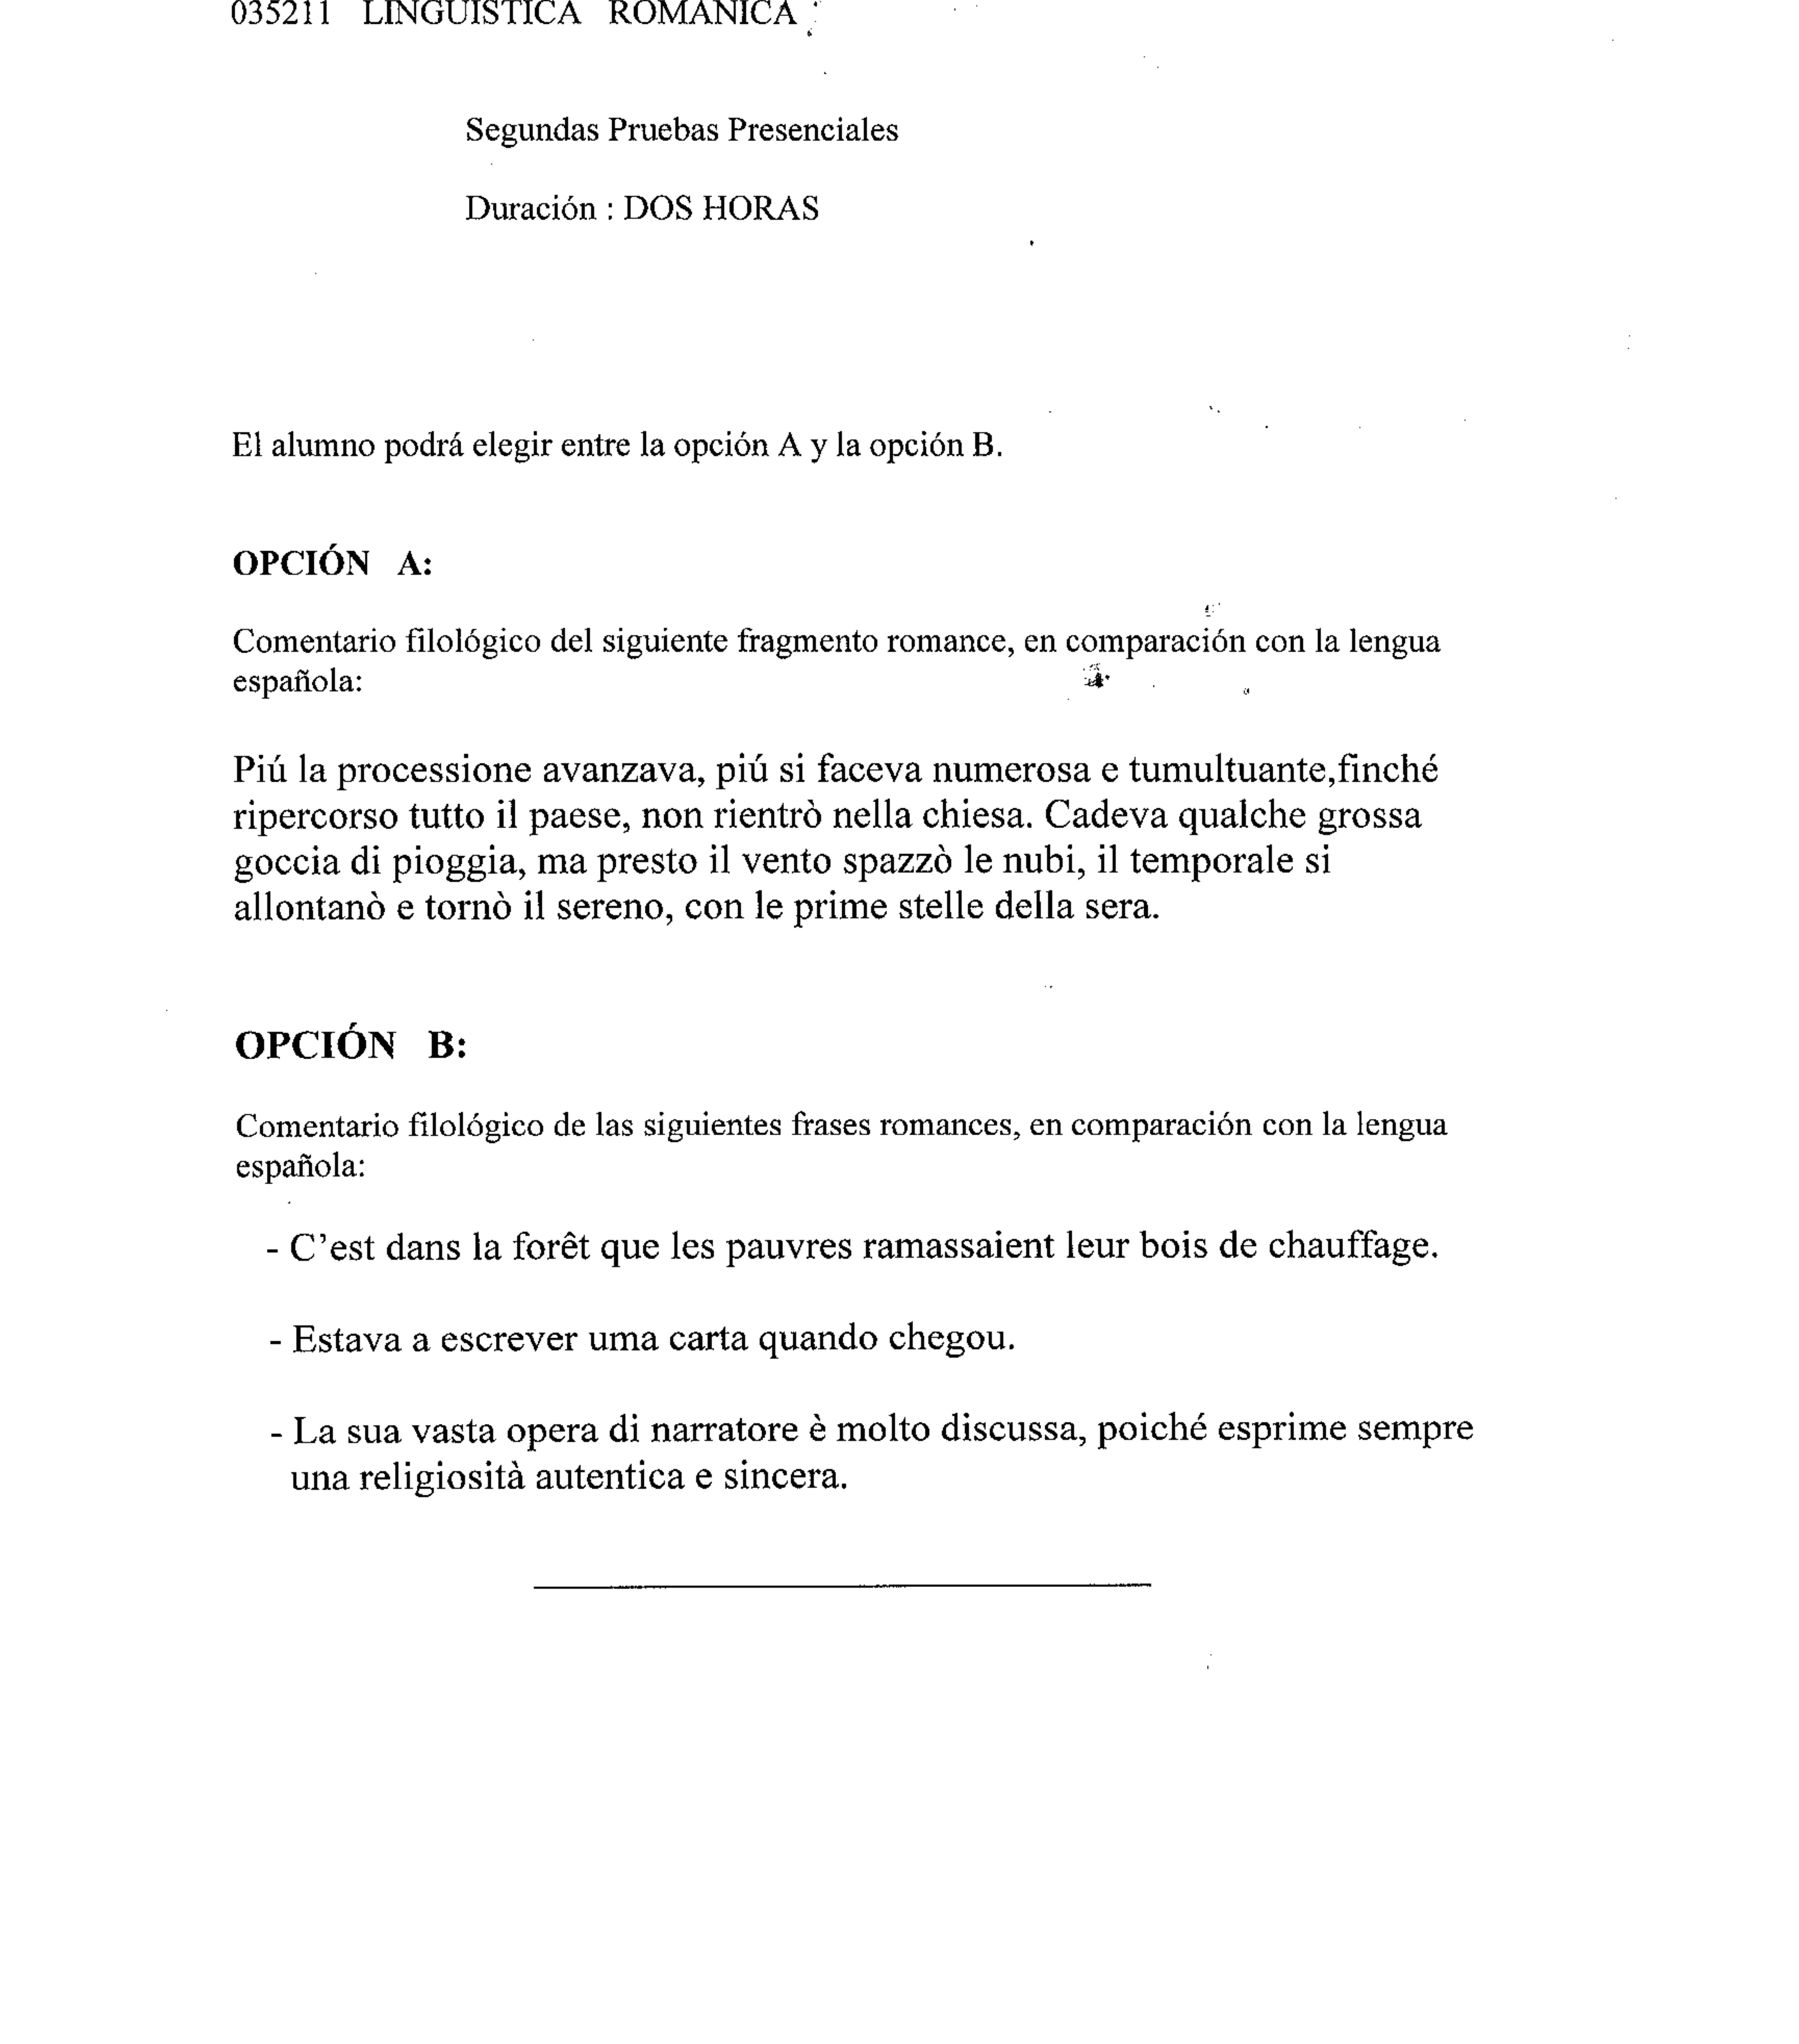 035211 LINGUISTICA ROMANICA
Segundas Pruebas Presenciales
Duración : DOS HORAS
El alumno podrá elegir entre la opción A y la opción B.
OPCIÓN A:
Comentario filológico del siguiente fragmento romance, en comparación con la lengua
española:
Piú la processione avanzava, piú si faceva numerosa e tumultuante,finché
ripercorso tutto il paese, non rientrò nella chiesa. Cadeva qualche grossa
goccia di pioggia, ma presto il vento spazzò le nubi, il temporale si
allontanò e tornò il sereno, con le prime stelle della sera.
OPCIÓN B:
Comentario filológico de las siguientes frases romances, en comparación con la lengua
española:
- C'est dans la forêt que les pauvres ramassaient leur bois de chauffage.
- Estava a escrever uma carta quando chegou.
- La sua vasta opera di narratore è molto discussa, poiché esprime sempre
una religiosità autentica e sincera.